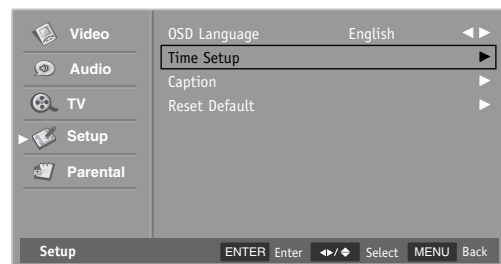 Video
Audio
TV
Setup
Parental
OSD Language English
Time Setup
Caption
Reset Default
Setup ENTER Enter / Select MENU Back